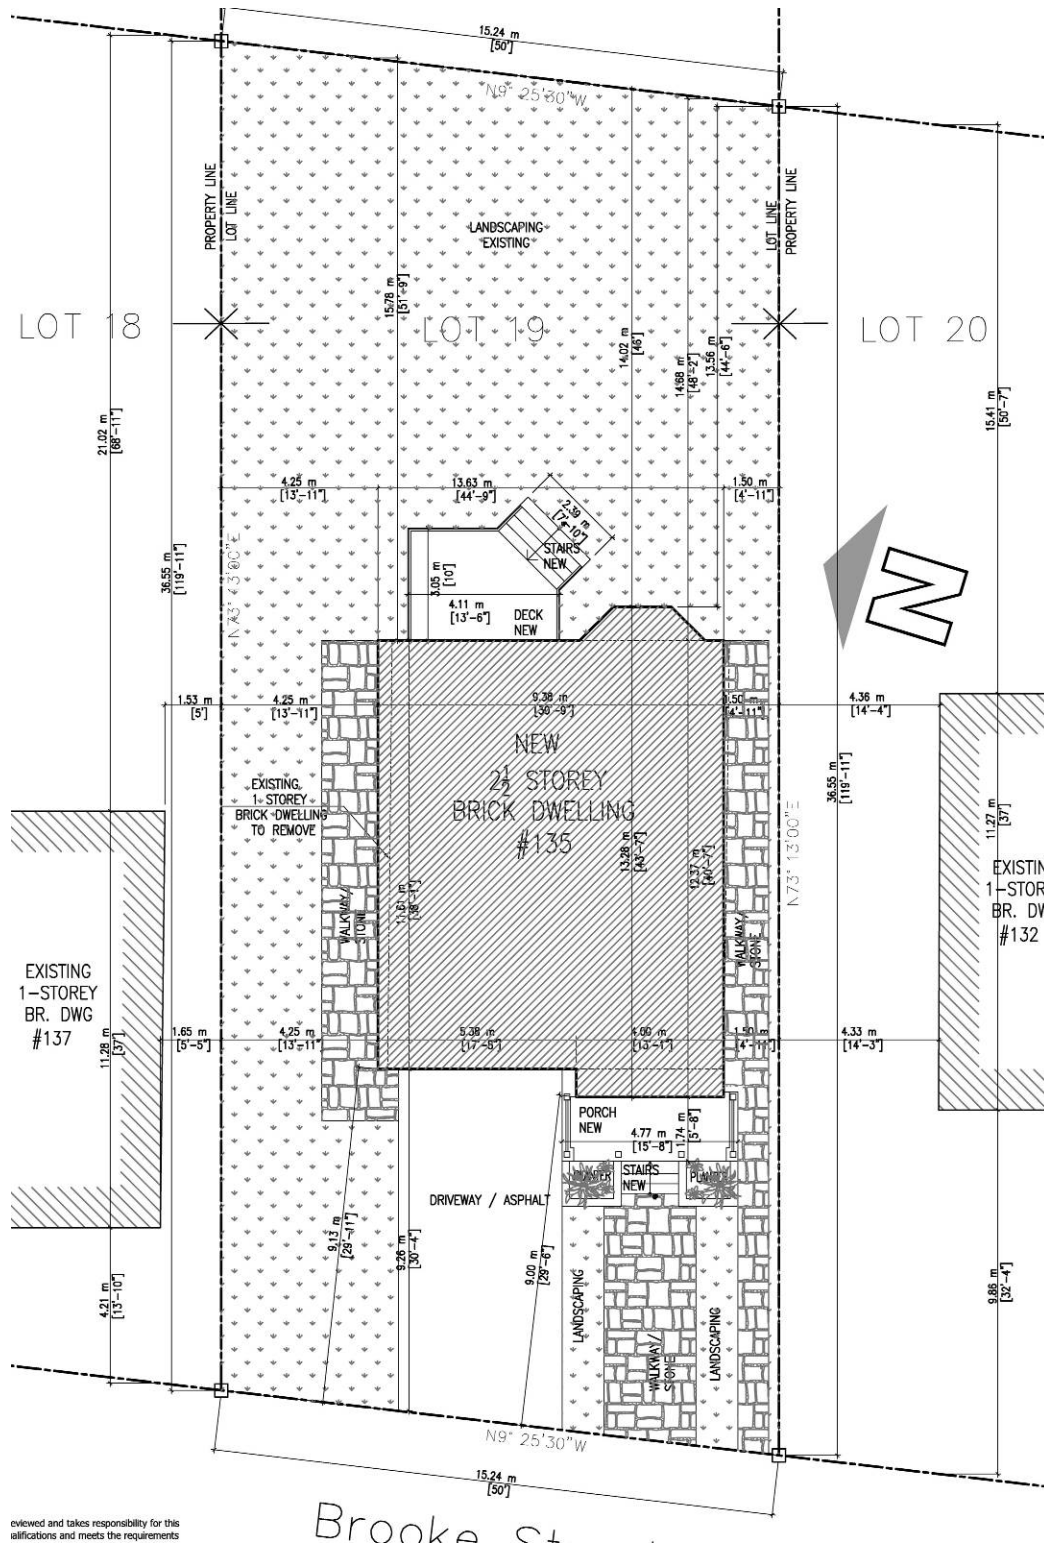 15.24 m
[50']
N9° 25'30"W
PROPERTY LINE
LOT LINE
LOT LINE
PROPERTY LINE
LANDSCAPING
EXISTING
15.78 m
[51'-9"]
LOT 18
LOT 19
LOT 20
14.02 m
[46']
14.68 m
[48'-2"]
13.56 m
[44'-6"]
21.02 m
[68'-11"]
15.41 m
[50'-7"]
4.25 m
[13'-11"]
13.63 m
[44'-9"]
1.50 m
[4'-11"]
2.39 m
[7'-10"]
STAIRS
NEW
36.55 m
[119'-11"]
N73° 13'00"E
3.05 m
[10']
4.11 m
[13'-6"]
DECK
NEW
N
1.53 m
[5']
4.25 m
[13'-11"]
9.38 m
[30'-9"]
1.50 m
[4'-11"]
4.36 m
[14'-4"]
NEW
2½ STOREY
BRICK DWELLING
#135
EXISTING
1-STOREY
BRICK DWELLING
TO REMOVE
36.55 m
[119'-11"]
N73° 13'00"E
11.27 m
[37']
13.28 m
[43'-7"]
12.37 m
[40'-7"]
11.61 m
[38'-1"]
WALKWAY/
STONE
WALKWAY/
STONE
EXISTIN
1-STOR
BR. DW
#132
EXISTING
1-STOREY
BR. DWG
#137
11.28 m
[37']
1.65 m
[5'-5"]
4.25 m
[13'-11"]
5.38 m
[17'-5"]
4.00 m
[13'-1"]
1.50 m
[4'-11"]
4.33 m
[14'-3"]
PORCH
NEW
4.77 m
[15'-8"]
1.74 m
[5'-8"]
STAIRS
NEW
DRIVEWAY / ASPHALT
9.13 m
[29'-11"]
9.26 m
[30'-4"]
9.00 m
[29'-6"]
4.21 m
[13'-10"]
9.86 m
[32'-4"]
LANDSCAPING
WALKWAY/
STONE
LANDSCAPING
N9° 25'30"W
15.24 m
[50']
Brooke
eviewed and takes responsibility for this
alifications and meets the requirements